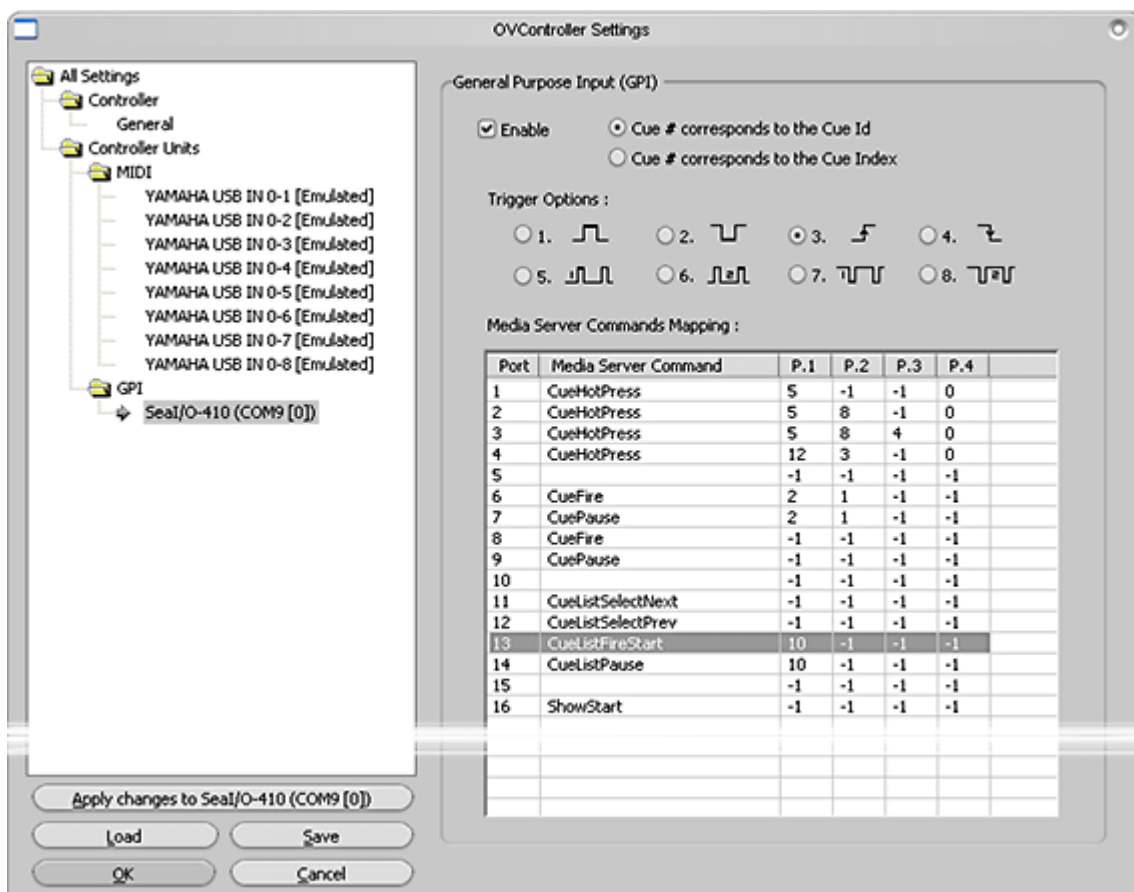 OVController Settings
All Settings
Controller
General
Controller Units
MIDI
YAMAHA USB IN 0-1 [Emulated]
YAMAHA USB IN 0-2 [Emulated]
YAMAHA USB IN 0-3 [Emulated]
YAMAHA USB IN 0-4 [Emulated]
YAMAHA USB IN 0-5 [Emulated]
YAMAHA USB IN 0-6 [Emulated]
YAMAHA USB IN 0-7 [Emulated]
YAMAHA USB IN 0-8 [Emulated]
GPI
SeaI/O-410 (COM9 [0])
Apply changes to SeaI/O-410 (COM9 [0])
Load Save
OK Cancel
General Purpose Input (GPI)
Enable Cue # corresponds to the Cue Id
Cue # corresponds to the Cue Index
Trigger Options :
1. 2. 3. 4.
5. 6. 7. 8.
Media Server Commands Mapping :
Port Media Server Command P.1 P.2 P.3 P.4
1 CueHotPress 5 -1 -1 0
2 CueHotPress 5 8 -1 0
3 CueHotPress 5 8 4 0
4 CueHotPress 12 3 -1 0
5 -1 -1 -1 -1
6 CueFire 2 1 -1 -1
7 CuePause 2 1 -1 -1
8 CueFire -1 -1 -1 -1
9 CuePause -1 -1 -1 -1
10 -1 -1 -1 -1
11 CueListSelectNext -1 -1 -1 -1
12 CueListSelectPrev -1 -1 -1 -1
13 CueListFireStart 10 -1 -1 -1
14 CueListPause 10 -1 -1 -1
15 -1 -1 -1 -1
16 ShowStart -1 -1 -1 -1